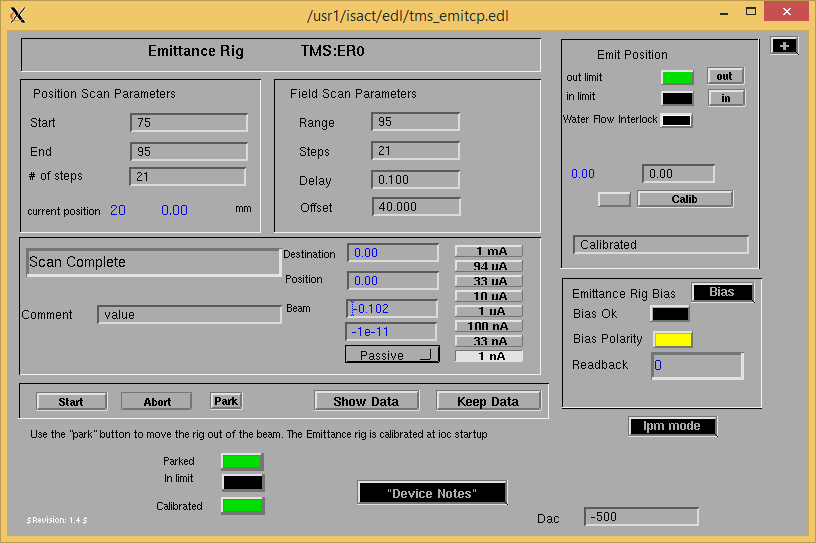 /usr1/isact/edl/tms_emitcp.edl
Emittance Rig TMS:ER0
+
Position Scan Parameters
Start 75
End 95
# of steps 21
current position 20 0.00 mm
Field Scan Parameters
Range 95
Steps 21
Delay 0.100
Offset 40.000
Emit Position
out limit out
in limit in
Water Flow Interlock
0.00 0.00
Calib
Calibrated
Scan Complete
Comment value
Destination 0.00
Position 0.00
Beam -0.102
-1e-11
Passive
1 mA
94 uA
33 uA
10 uA
1 uA
100 nA
33 nA
1 nA
Emittance Rig Bias Bias
Bias Ok
Bias Polarity
Readback 0
Start Abort Park Show Data Keep Data
Ipm mode
Use the "park" button to move the rig out of the beam. The Emittance rig is calibrated at ioc startup
Parked
In limit
Calibrated
"Device Notes"
$Revision: 1.4 $
Dac -500